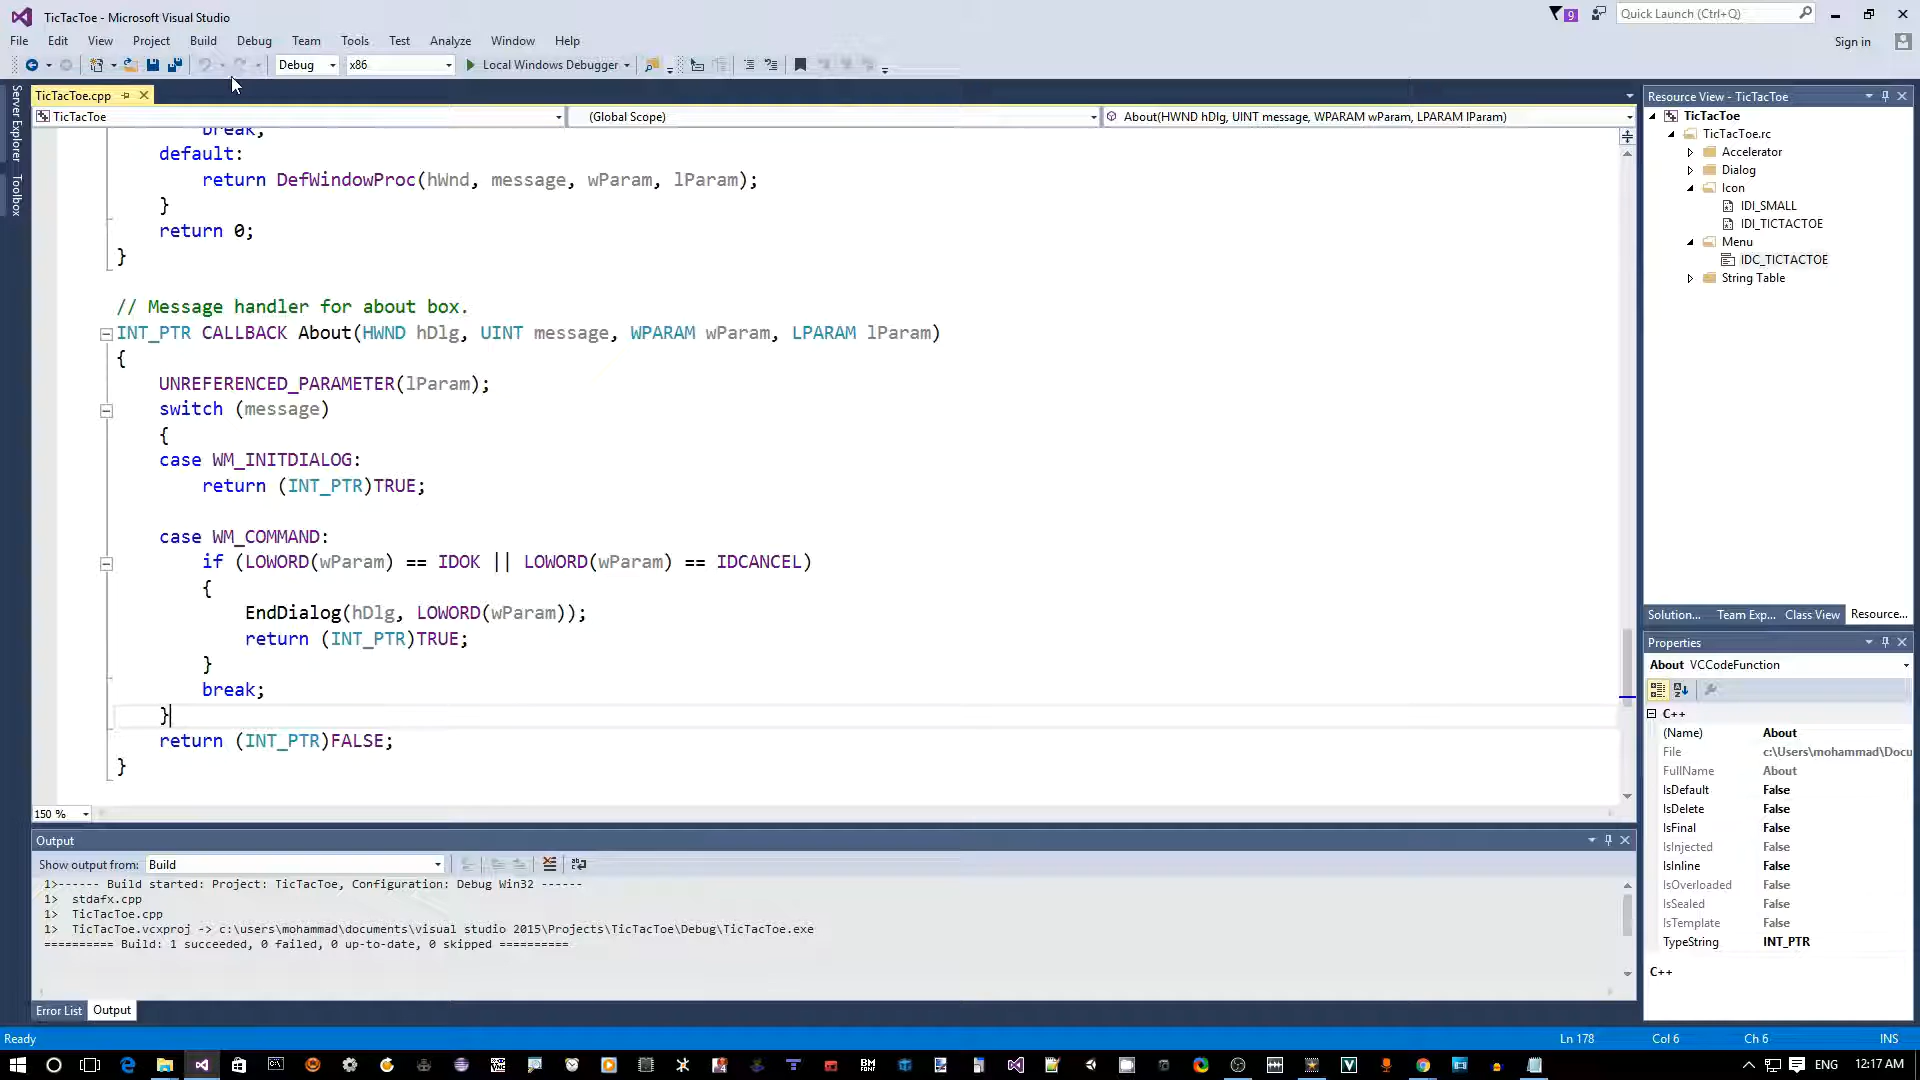 TicTacToe - Microsoft Visual Studio
9
Quick Launch (Ctrl+Q)
File Edit View Project Build Debug Team Tools Test Analyze Window Help
Sign in
Debug x86 Local Windows Debugger
Server Explorer
Toolbox
TicTacToe.cpp
TicTacToe (Global Scope) About(HWND hDlg, UINT message, WPARAM wParam, LPARAM lParam)
break;
default:
return DefWindowProc(hWnd, message, wParam, lParam);
}
return 0;
}
// Message handler for about box.
INT_PTR CALLBACK About(HWND hDlg, UINT message, WPARAM wParam, LPARAM lParam)
{
UNREFERENCED_PARAMETER(lParam);
switch (message)
{
case WM_INITDIALOG:
return (INT_PTR)TRUE;
case WM_COMMAND:
if (LOWORD(wParam) == IDOK || LOWORD(wParam) == IDCANCEL)
{
EndDialog(hDlg, LOWORD(wParam));
return (INT_PTR)TRUE;
}
break;
}
return (INT_PTR)FALSE;
}
150 %
Output
Show output from: Build
1>------ Build started: Project: TicTacToe, Configuration: Debug Win32 ------
1>  stdafx.cpp
1>  TicTacToe.cpp
1>  TicTacToe.vcxproj -> c:\users\mohammad\documents\visual studio 2015\Projects\TicTacToe\Debug\TicTacToe.exe
========== Build: 1 succeeded, 0 failed, 0 up-to-date, 0 skipped ==========
Error List Output
Resource View - TicTacToe
TicTacToe
TicTacToe.rc
Accelerator
Dialog
Icon
IDI_SMALL
IDI_TICTACTOE
Menu
IDC_TICTACTOE
String Table
Solution... Team Exp... Class View Resource...
Properties
About VCCodeFunction
C++
(Name) About
File c:\Users\mohammad\Docu
FullName About
IsDefault False
IsDelete False
IsFinal False
IsInjected False
IsInline False
IsOverloaded False
IsSealed False
IsTemplate False
TypeString INT_PTR
C++
Ready Ln 178 Col 6 Ch 6 INS
ENG 12:17 AM